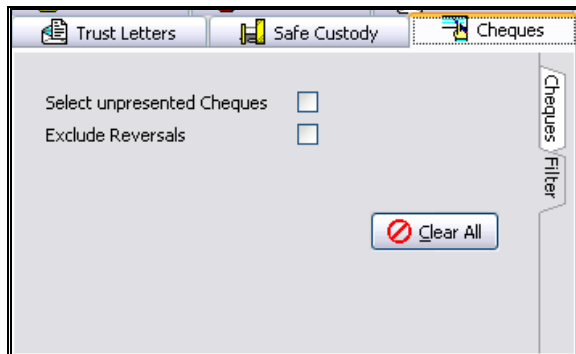 Trust Letters
Safe Custody
Cheques
Select unpresented Cheques
Exclude Reversals
Clear All
Cheques
Filter